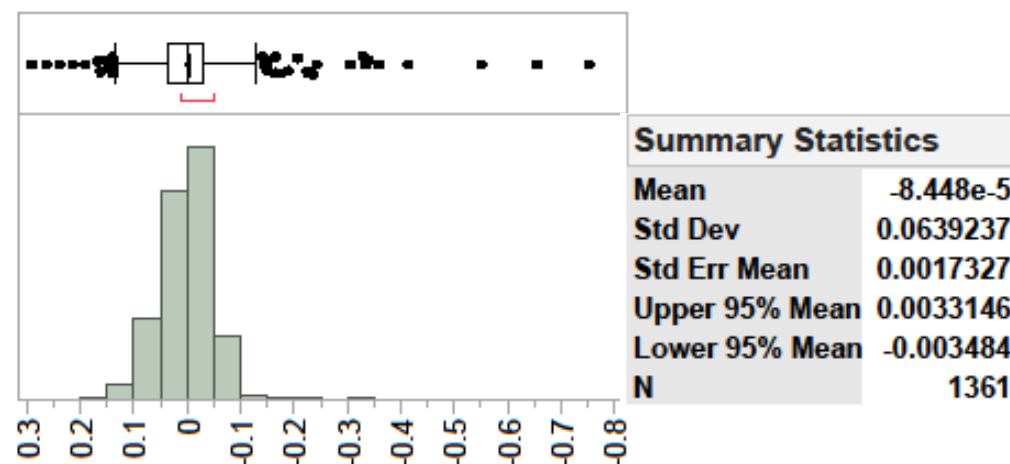 Summary Statistics
Mean -8.448e-5
Std Dev 0.0639237
Std Err Mean 0.0017327
Upper 95% Mean 0.0033146
Lower 95% Mean -0.003484
N 1361
0.3 0.2 0.1 0 -0.1 -0.2 -0.3 -0.4 -0.5 -0.6 -0.7 -0.8